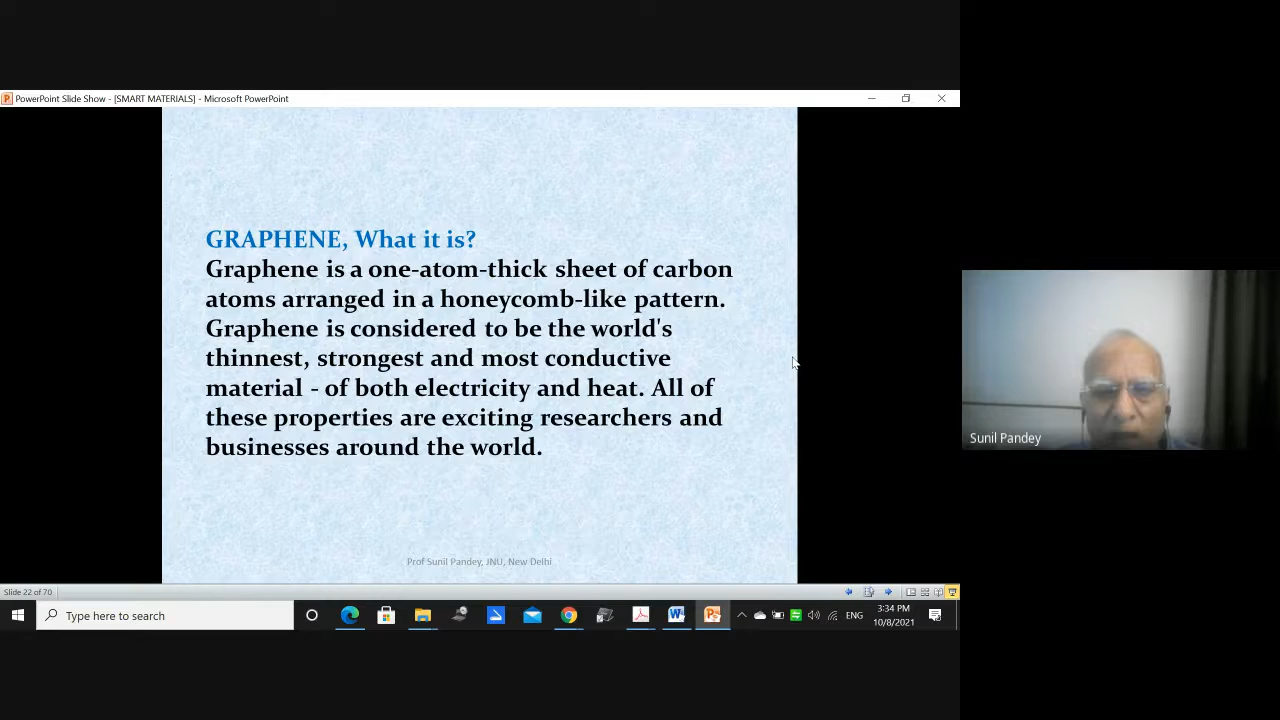 PowerPoint Slide Show - [SMART MATERIALS] - Microsoft PowerPoint
GRAPHENE, What it is?
Graphene is a one-atom-thick sheet of carbon
atoms arranged in a honeycomb-like pattern.
Graphene is considered to be the world's
thinnest, strongest and most conductive
material - of both electricity and heat. All of
these properties are exciting researchers and
businesses around the world.
Prof Sunil Pandey, JNU, New Delhi
Sunil Pandey
Slide 22 of 70
Type here to search
ENG
3:34 PM
10/8/2021